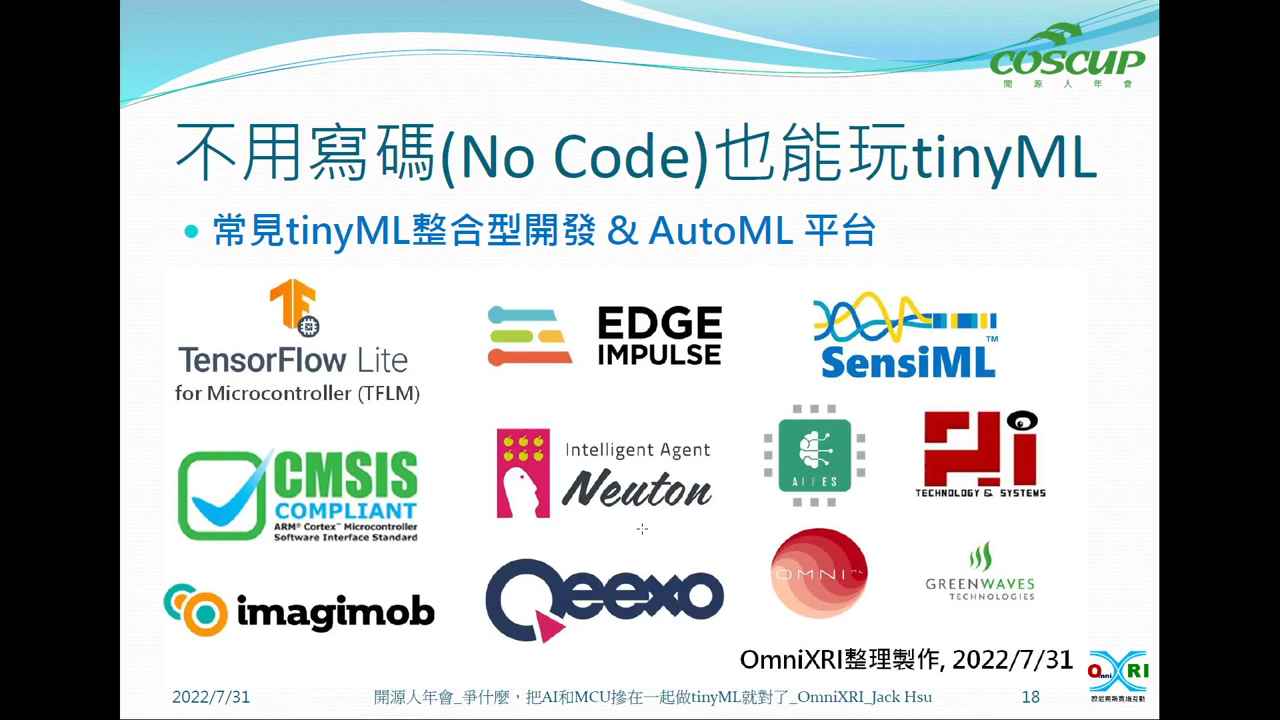 COSCUP
開源人年會
不用寫碼(No Code)也能玩tinyML
常見tinyML整合型開發 & AutoML 平台
TensorFlow Lite
for Microcontroller (TFLM)
EDGE
IMPULSE
SensiML
TM
CMSIS
COMPLIANT
ARM® Cortex™ Microcontroller
Software Interface Standard
Intelligent Agent
Neuton
AIfES
TECHNOLOGY & SYSTEMS
imagimob
Qeexo
OMNI
GREENWAVES
TECHNOLOGIES
OmniXRI整理製作, 2022/7/31
Omni XRI
2022/7/31
開源人年會_爭什麼，把AI和MCU摻在一起做tinyML就對了_OmniXRI_Jack Hsu
18